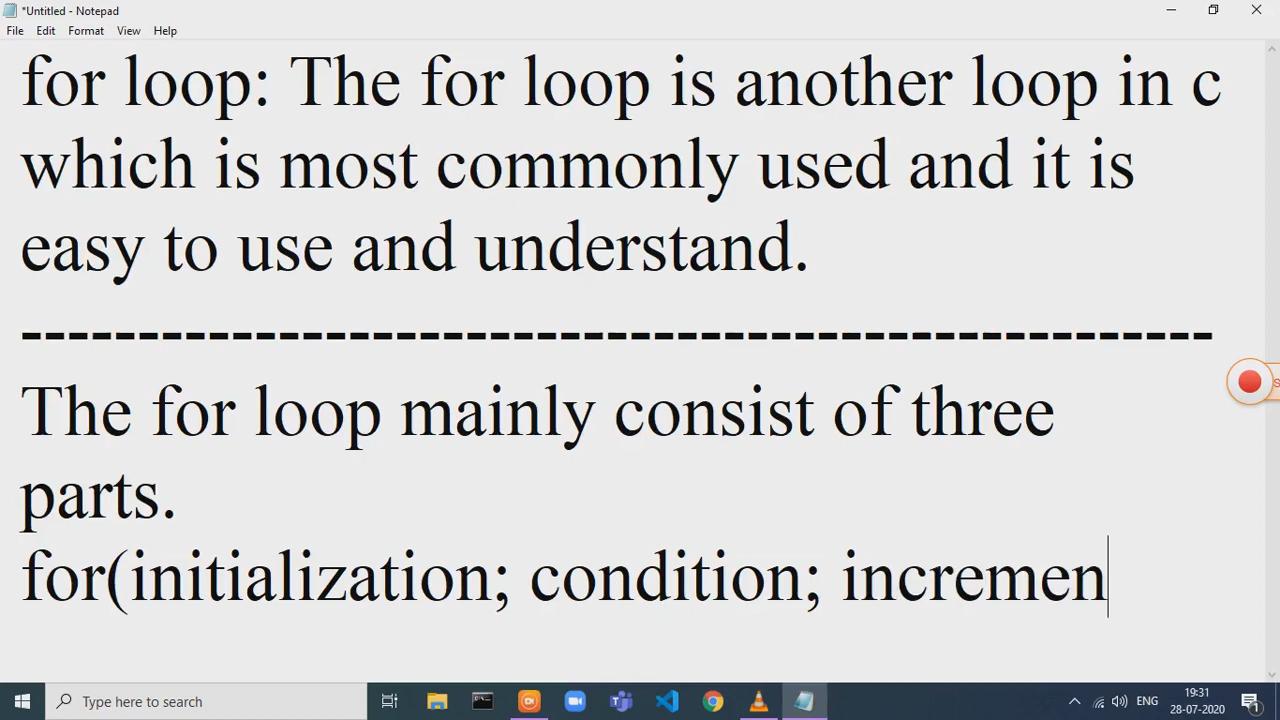 *Untitled - Notepad
File Edit Format View Help
for loop: The for loop is another loop in c
which is most commonly used and it is
easy to use and understand.
---------------------------------------------------
The for loop mainly consist of three
parts.
for(initialization; condition; incremen
S
Type here to search
ENG
19:31
28-07-2020
1